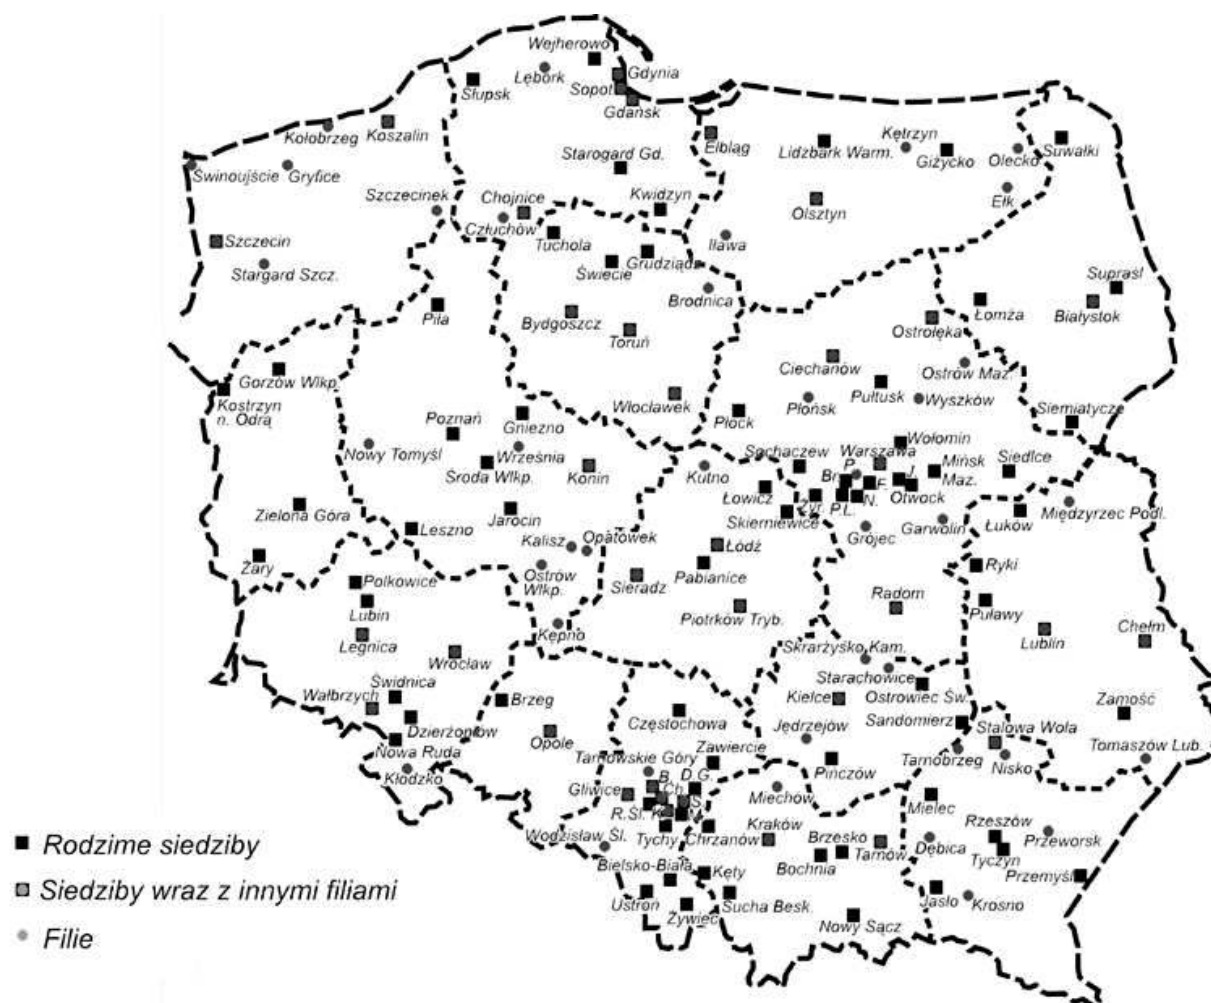 Wejherowo
Gdynia
Lębork
Sopot
Słupsk
Gdańsk
Kołobrzeg
Koszalin
Elbląg
Kętrzyn
Lidzbark Warm.
Giżycko
Olecko
Suwałki
Starogard Gd.
Świnoujście
Gryfice
Szczecinek
Chojnice
Kwidzyn
Olsztyn
Ełk
Człuchów
Tuchola
Iława
Szczecin
Grudziądz
Świecie
Stargard Szcz.
Supraśl
Brodnica
Piła
Bydgoszcz
Łomża
Białystok
Toruń
Ostrołęka
Ciechanów
Ostrów Maz.
Gorzów Wlkp.
Kostrzyn
n. Odrą
Włocławek
Płońsk
Pułtusk
Wyszków
Siemiatycze
Poznań
Gniezno
Płock
Wołomin
Nowy Tomyśl
Września
Sochaczew
Warszawa
Mińsk
Maz.
Siedlce
Środa Wlkp.
Konin
Kutno
P.
Br.
J.
F.
Łowicz
Żyr.
P.L.
N.
Otwock
Zielona Góra
Jarocin
Skierniewice
Międzyrzec Podl.
Leszno
Grójec
Garwolin
Łuków
Kalisz
Opatówek
Łódź
Żary
Ostrów
Wlkp.
Pabianice
Ryki
Polkowice
Sieradz
Radom
Lubin
Piotrków Tryb.
Puławy
Kępno
Legnica
Lublin
Chełm
Wrocław
Skarżysko Kam.
Starachowice
Świdnica
Wałbrzych
Brzeg
Kielce
Ostrowiec Św.
Zamość
Dzierżoniów
Częstochowa
Sandomierz
Opole
Jędrzejów
Stalowa Wola
Nowa Ruda
Zawiercie
Tarnobrzeg
Tomaszów Lub.
Kłodzko
Tarnowskie Góry
Pińczów
Nisko
B.
D.G.
Gliwice
Ch.
S.
Miechów
Mielec
R.Śl.
K.
M.
Wodzisław Śl.
Tychy
Chrzanów
Kraków
Brzesko
Rzeszów
Przeworsk
Dębica
Bielsko-Biała
Kęty
Bochnia
Tarnów
Tyczyn
Przemyśl
Ustroń
Żywiec
Sucha Besk.
Nowy Sącz
Jasło
Krosno
Rodzime siedziby
Siedziby wraz z innymi filiami
Filie